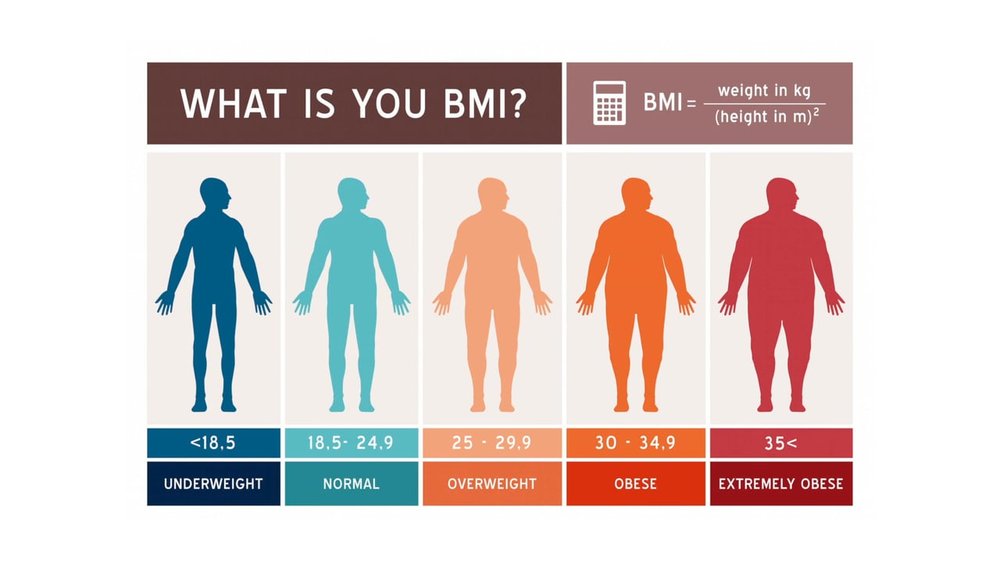 WHAT IS YOU BMI?
BMI = weight in kg
(height in m)²
<18,5
18,5- 24,9
25 - 29,9
30 - 34,9
35<
UNDERWEIGHT
NORMAL
OVERWEIGHT
OBESE
EXTREMELY OBESE